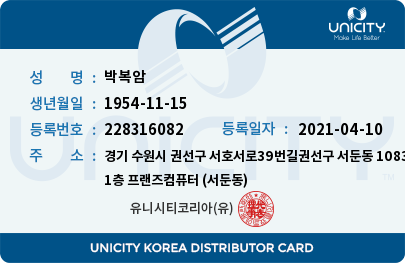 UNICITY
Make Life Better
성 명 : 박복암
생년월일 : 1954-11-15
등록번호 : 228316082 등록일자 : 2021-04-10
주 소 : 경기 수원시 권선구 서호서로39번길권선구 서둔동 1083
1층 프랜즈컴퓨터 (서둔동)
유니시티코리아(유)
UNICITY
UNICITY KOREA DISTRIBUTOR CARD